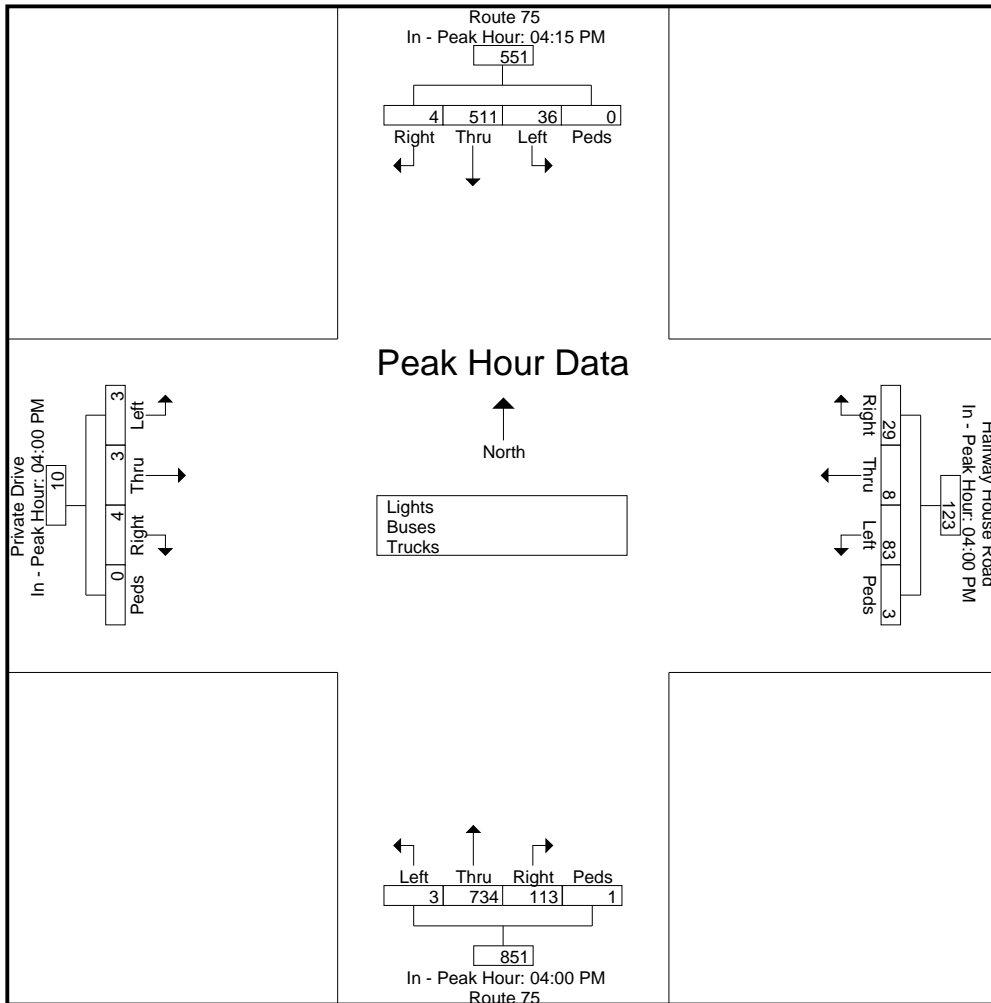 Route 75
In - Peak Hour: 04:15 PM
551
4 511 36 0
Right Thru Left Peds
Peak Hour Data
North
Lights
Buses
Trucks
Private Drive
In - Peak Hour: 04:00 PM
10
3 3 4 0
Left Thru Right Peds
Halfway House Road
In - Peak Hour: 04:00 PM
123
29 8 83 3
Right Thru Left Peds
Left Thru Right Peds
3 734 113 1
851
In - Peak Hour: 04:00 PM
Route 75